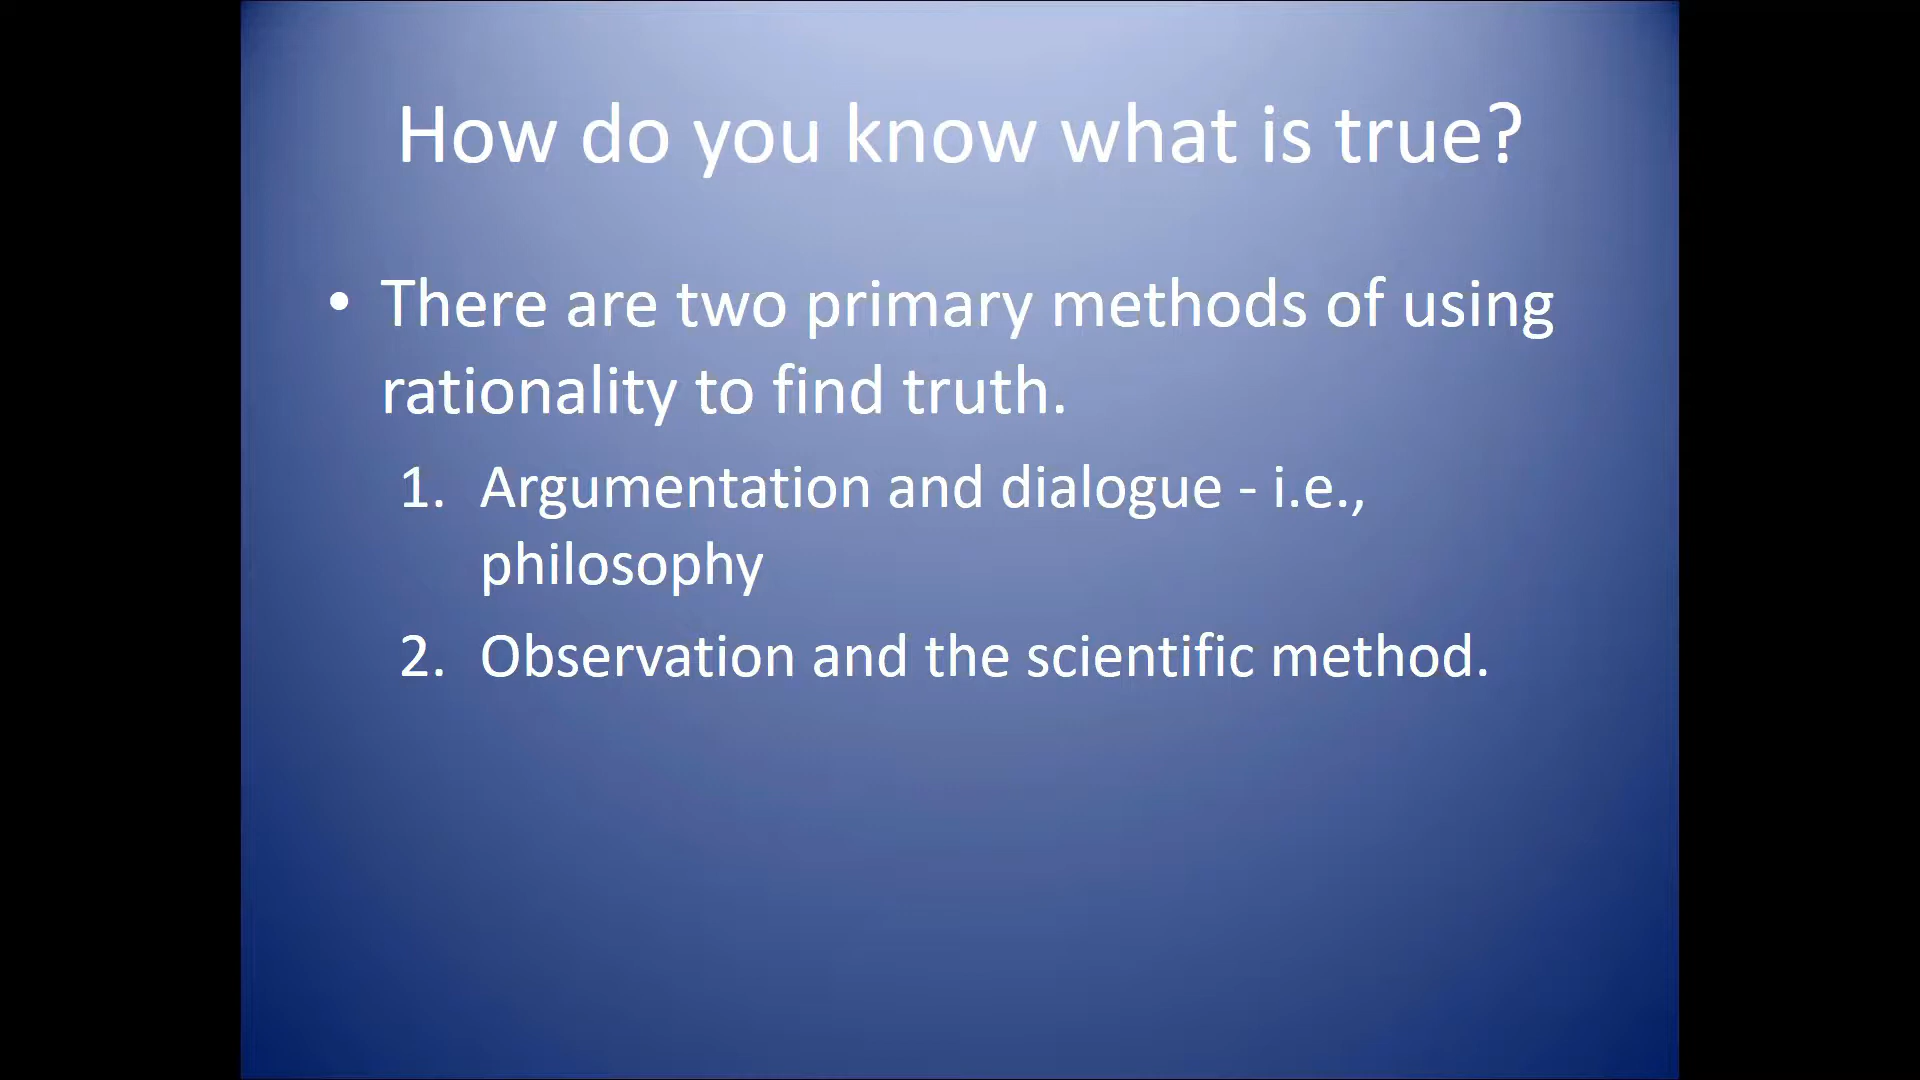 How do you know what is true?
• There are two primary methods of using
rationality to find truth.
1. Argumentation and dialogue - i.e.,
philosophy
2. Observation and the scientific method.